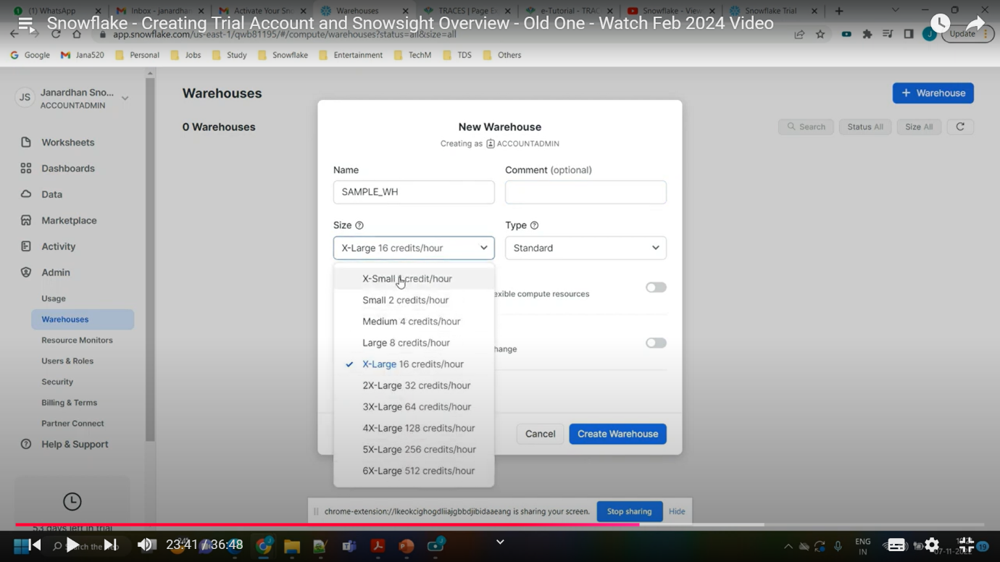 (1) WhatsApp
Inbox - janardhan
Activate Your Sno
Warehouses
TRACES | Page E
e-Tutorial - TRAC
Snowflake - View
Snowflake Trial
Snowflake - Creating Trial Account and Snowsight Overview - Old One - Watch Feb 2024 Video
app.snowflake.com/us-east-1/qwb81195/#/compute/warehouses?status=all&size=all
J
Update
Google
Jana520
Personal
Jobs
Study
Snowflake
Entertainment
TechM
TDS
Others
JS
Janardhan Sno...
ACCOUNTADMIN
Worksheets
Dashboards
Data
Marketplace
Activity
Admin
Usage
Warehouses
Resource Monitors
Users & Roles
Security
Billing & Terms
Partner Connect
Help & Support
53 days left in trial
Warehouses
+ Warehouse
0 Warehouses
Search
Status All
Size All
New Warehouse
Creating as ACCOUNTADMIN
Name
Comment (optional)
SAMPLE_WH
Size
Type
X-Large 16 credits/hour
Standard
X-Small credit/hour
Small 2 credits/hour
Medium 4 credits/hour
Large 8 credits/hour
X-Large 16 credits/hour
2X-Large 32 credits/hour
3X-Large 64 credits/hour
4X-Large 128 credits/hour
5X-Large 256 credits/hour
6X-Large 512 credits/hour
exible compute resources
hange
Cancel
Create Warehouse
chrome-extension://lkeokcighogdliiajgbbdjibidaaeang is sharing your screen.
Stop sharing
Hide
23:41 / 36:48
ENG
IN
19